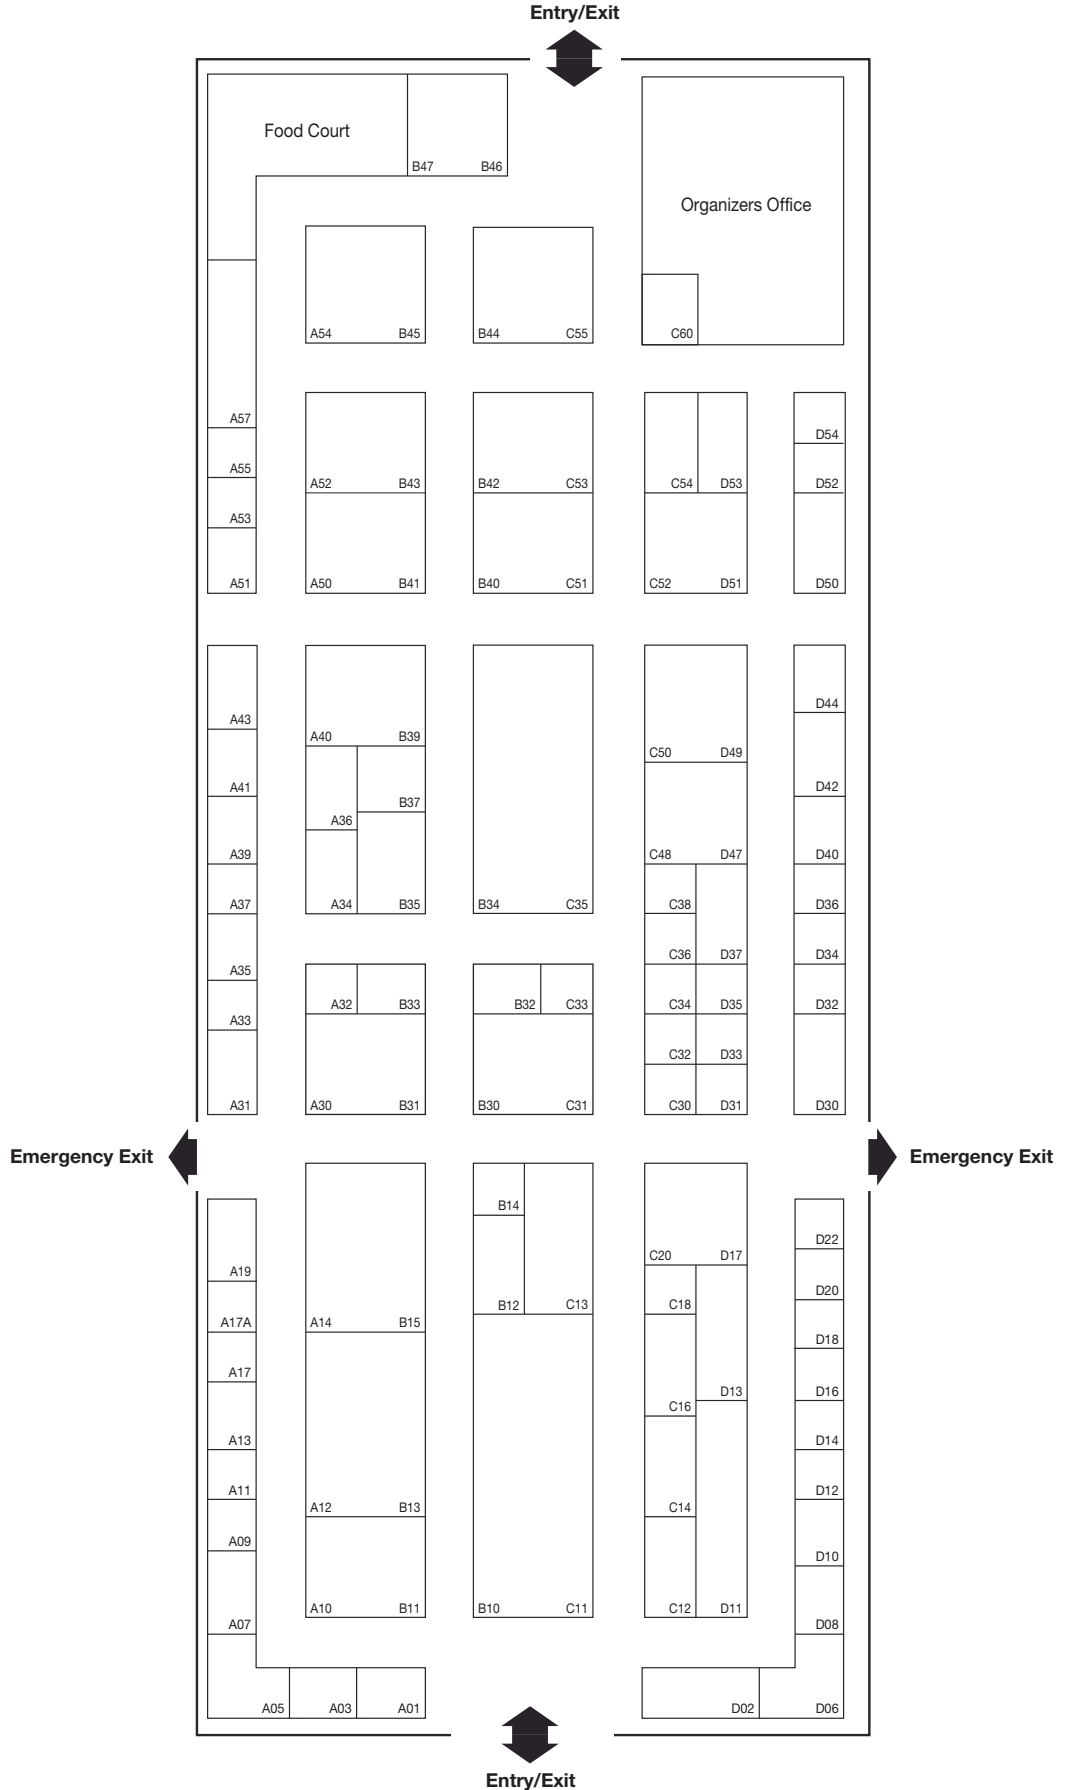 Entry/Exit
Food Court
B47 B46
Organizers Office
A54 B45 B44 C55 C60
A57
D54
A55
A52 B43 B42 C53 C54 D53 D52
A53
A51 A50 B41 B40 C51 C52 D51 D50
D44
A43
A40 B39
C50 D49
A41 D42
B37
A36
A39 C48 D47 D40
A37 A34 B35 B34 C35 C38 D36
C36 D37 D34
A35
A32 B33 B32 C33 C34 D35 D32
A33
C32 D33
A31 A30 B31 B30 C31 C30 D31 D30
Emergency Exit Emergency Exit
B14
D22
C20 D17
A19
D20
B12 C13 C18
A17A A14 B15
D18
A17
D13 D16
C16
A13 D14
A11 D12
A12 B13 C14
A09
D10
A10 B11 B10 C11 C12 D11
A07 D08
A05 A03 A01 D02 D06
Entry/Exit